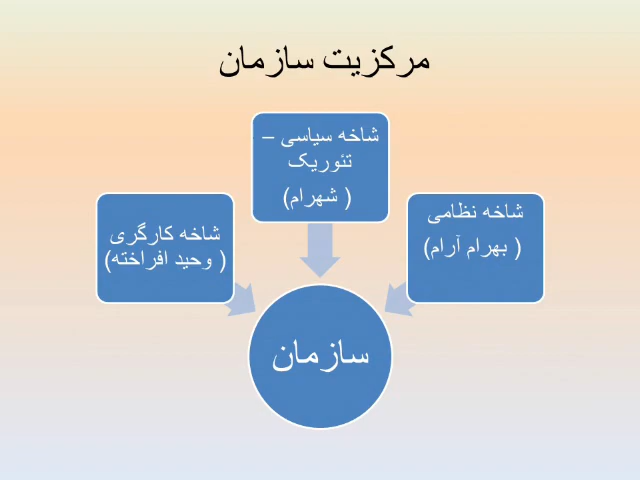 مرکزیت سازمان
شاخه سیاسی –
تئوریک
( شهرام)
شاخه نظامی
( بهرام آرام)
شاخه کارگری
( وحید افراخته)
سازمان